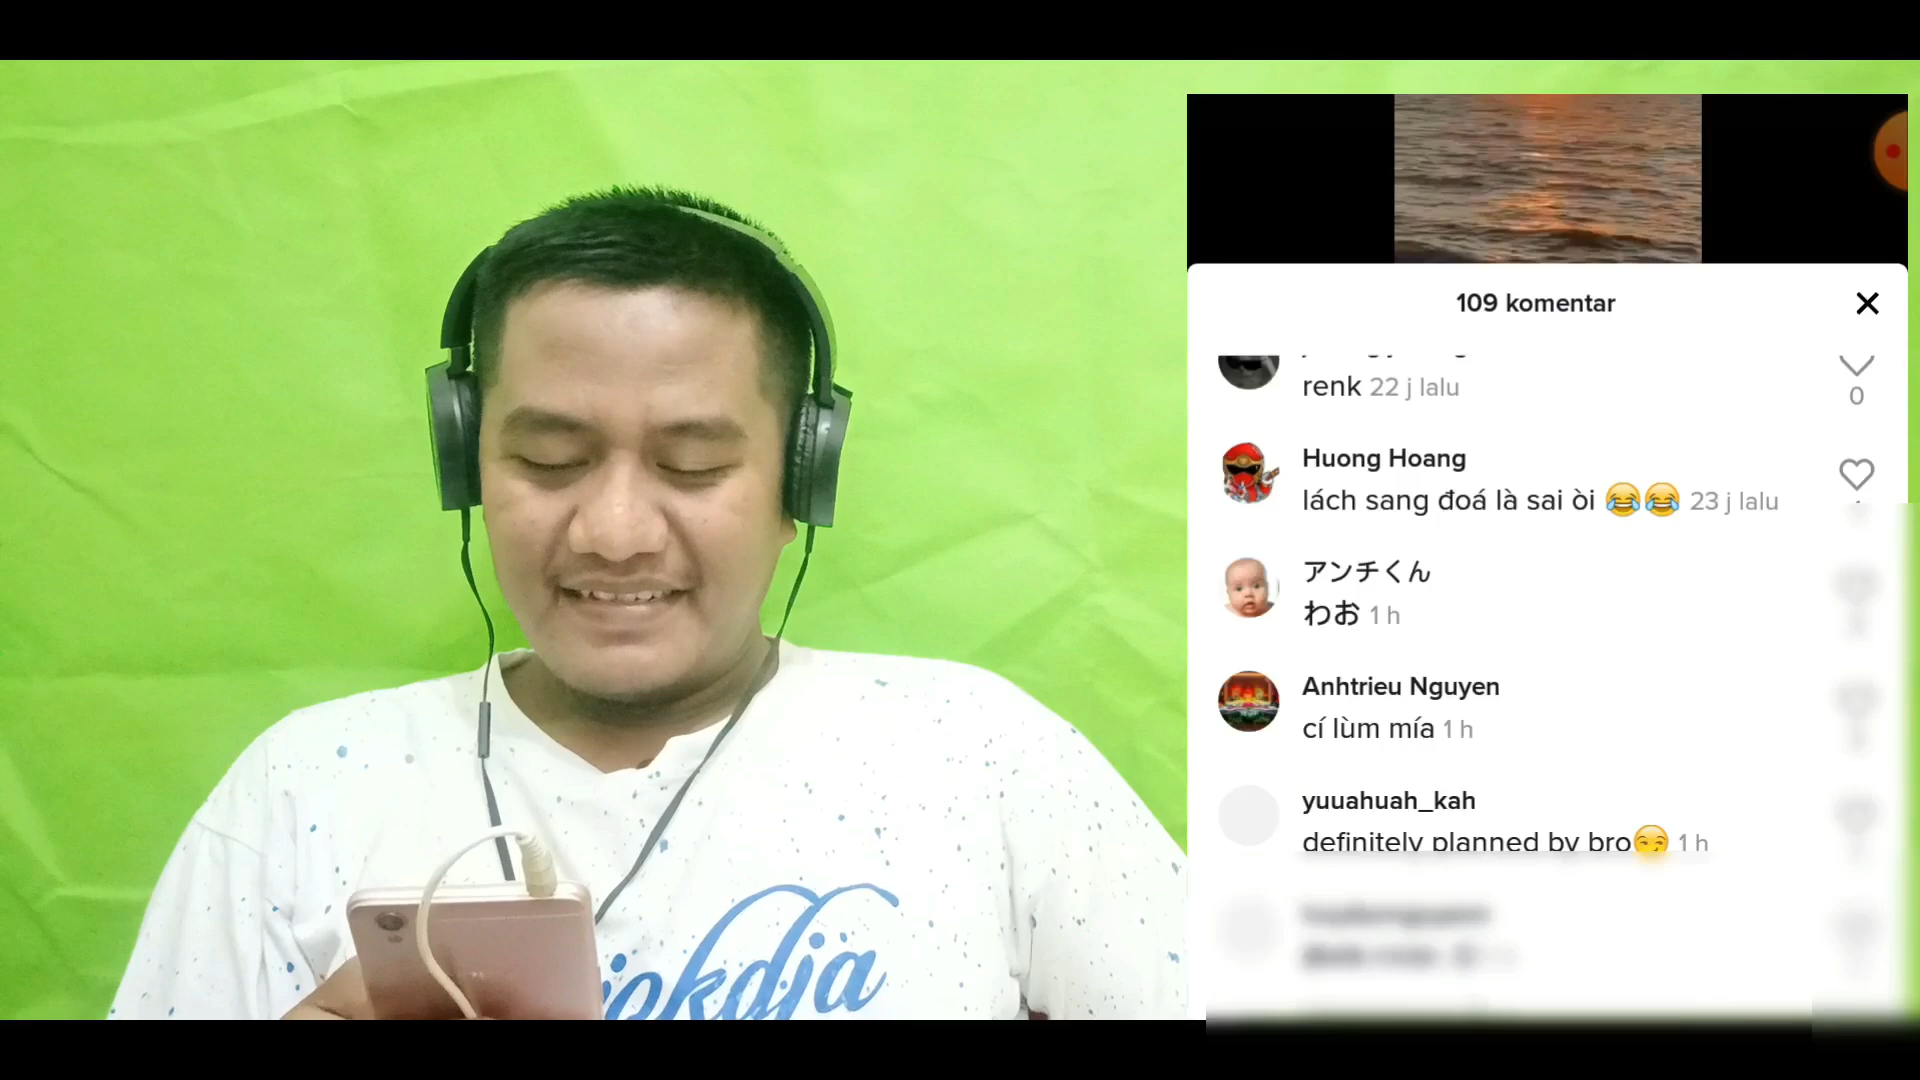 109 komentar
renk 22 j lalu
0
Huong Hoang
lách sang đoá là sai òi 😂😂 23 j lalu
アンチくん
わお 1 h
Anhtrieu Nguyen
cí lùm mía 1 h
yuuahuah_kah
definitely planned by bro😏 1 h
okdja